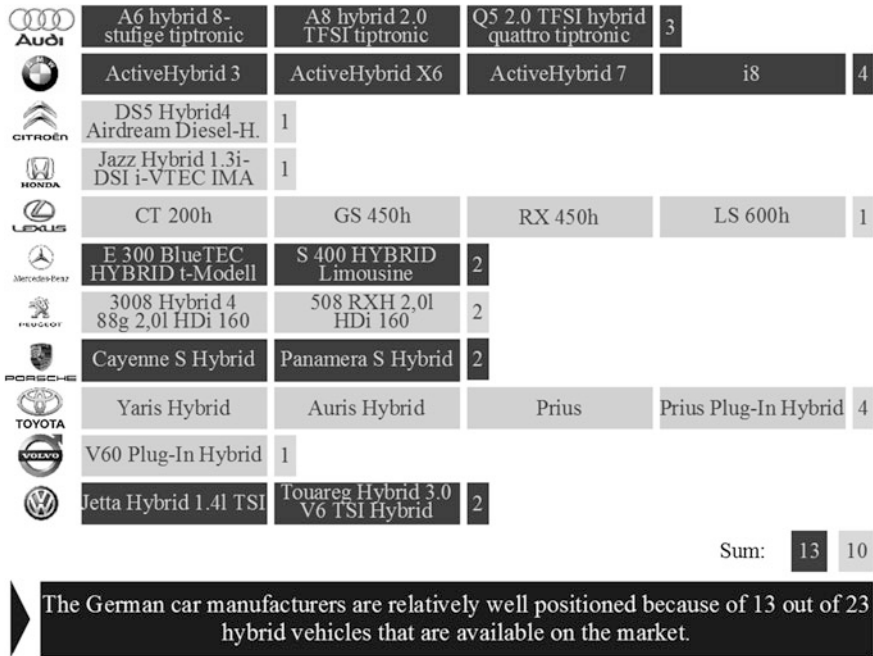 A6 hybrid 8-
stufige tiptronic
A8 hybrid 2.0
TFSI tiptronic
Q5 2.0 TFSI hybrid
quattro tiptronic
3
Audi
ActiveHybrid 3
ActiveHybrid X6
ActiveHybrid 7
i8
4
CITROËN
DS5 Hybrid4
Airdream Diesel-H.
1
HONDA
Jazz Hybrid 1.3i-
DSI i-VTEC IMA
1
LEXUS
CT 200h
GS 450h
RX 450h
LS 600h
1
Mercedes-Benz
E 300 BlueTEC
HYBRID t-Modell
S 400 HYBRID
Limousine
2
PEUGEOT
3008 Hybrid 4
88g 2,0l HDi 160
508 RXH 2,0l
HDi 160
2
PORSCHE
Cayenne S Hybrid
Panamera S Hybrid
2
TOYOTA
Yaris Hybrid
Auris Hybrid
Prius
Prius Plug-In Hybrid
4
VOLVO
V60 Plug-In Hybrid
1
Jetta Hybrid 1.4l TSI
Touareg Hybrid 3.0
V6 TSI Hybrid
2
Sum: 13 10
The German car manufacturers are relatively well positioned because of 13 out of 23
hybrid vehicles that are available on the market.